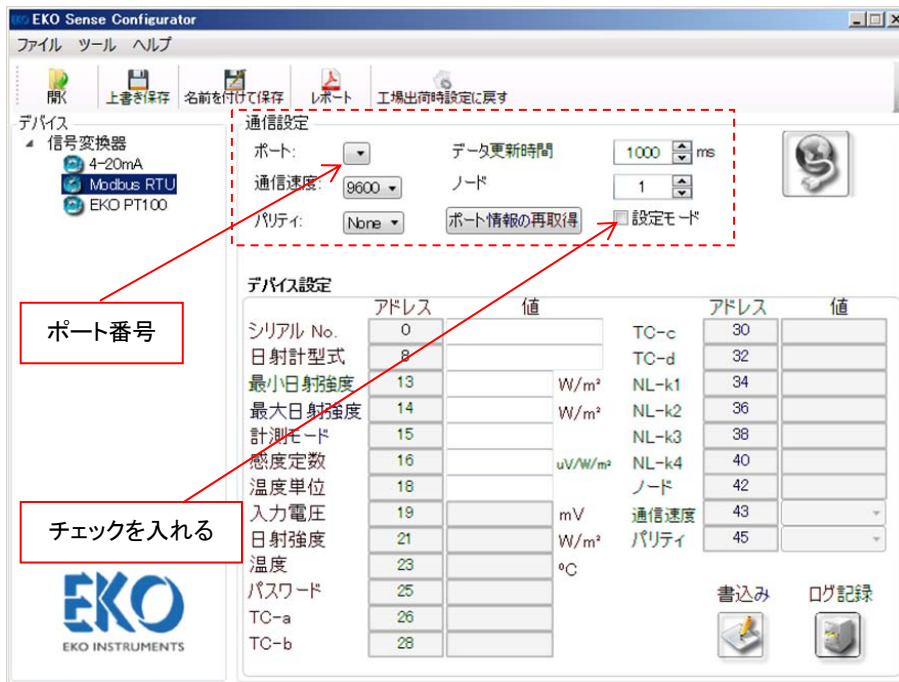 EKO Sense Configurator
ファイル ツール ヘルプ
開く 上書き保存 名前を付けて保存 レポート 工場出荷時設定に戻す
デバイス
信号変換器
4-20mA
Modbus RTU
EKO PT100
通信設定
ポート: データ更新時間 1000 ms
通信速度: 9600 ノード 1
パリティ: None ポート情報の再取得 設定モード
ポート番号
チェックを入れる
デバイス設定
アドレス 値 アドレス 値
シリアル No. 0 TC-c 30
日射計型式 8 TC-d 32
最小日射強度 13 W/m² NL-k1 34
最大日射強度 14 W/m² NL-k2 36
計測モード 15 NL-k3 38
感度定数 16 uV/W/m² NL-k4 40
温度単位 18 ノード 42
入力電圧 19 mV 通信速度 43
日射強度 21 W/m² パリティ 45
温度 23 °C
パスワード 25 書込み ログ記録
TC-a 26
TC-b 28
EKO
EKO INSTRUMENTS